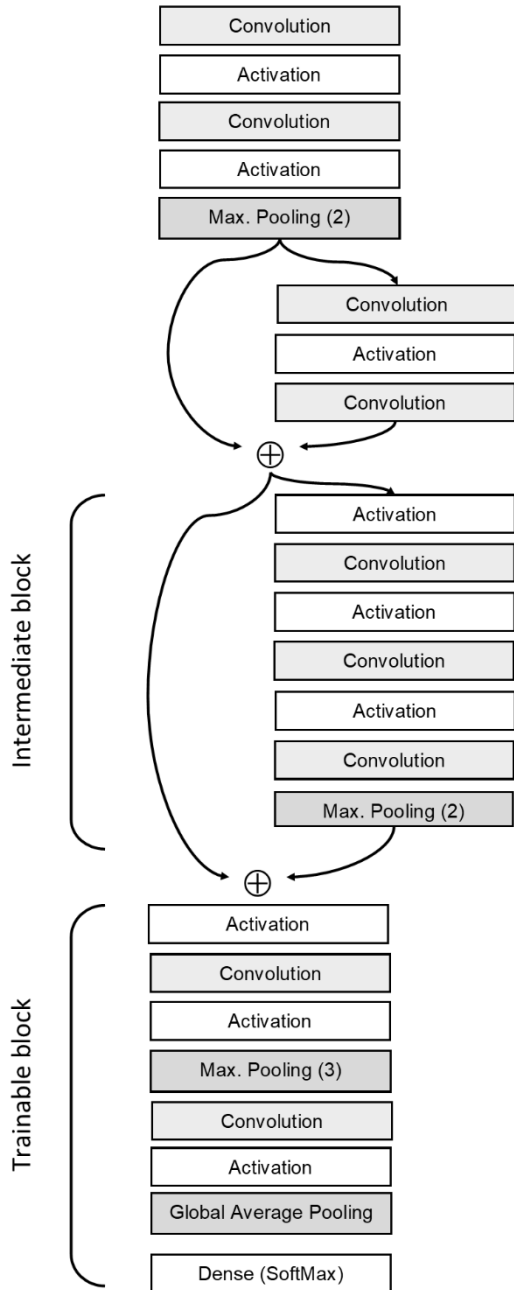 Convolution
Activation
Convolution
Activation
Max. Pooling (2)
Convolution
Activation
Convolution
Intermediate block
Activation
Convolution
Activation
Convolution
Activation
Convolution
Max. Pooling (2)
Trainable block
Activation
Convolution
Activation
Max. Pooling (3)
Convolution
Activation
Global Average Pooling
Dense (SoftMax)